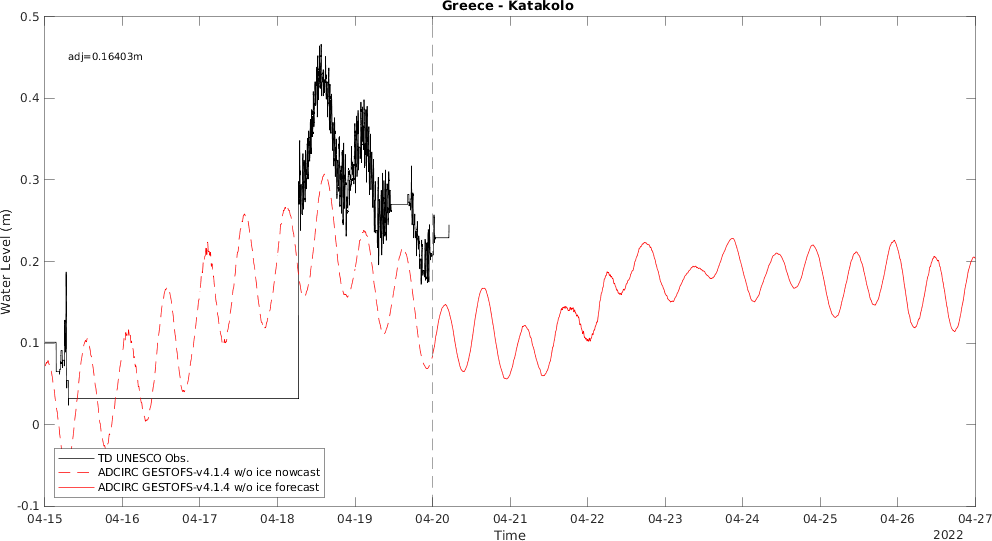 Greece - Katakolo
adj=0.16403m
0.5
0.4
0.3
0.2
0.1
0
-0.1
Water Level (m)
TD UNESCO Obs.
ADCIRC GESTOFS-v4.1.4 w/o ice nowcast
ADCIRC GESTOFS-v4.1.4 w/o ice forecast
04-15 04-16 04-17 04-18 04-19 04-20 04-21 04-22 04-23 04-24 04-25 04-26 04-27
Time
2022